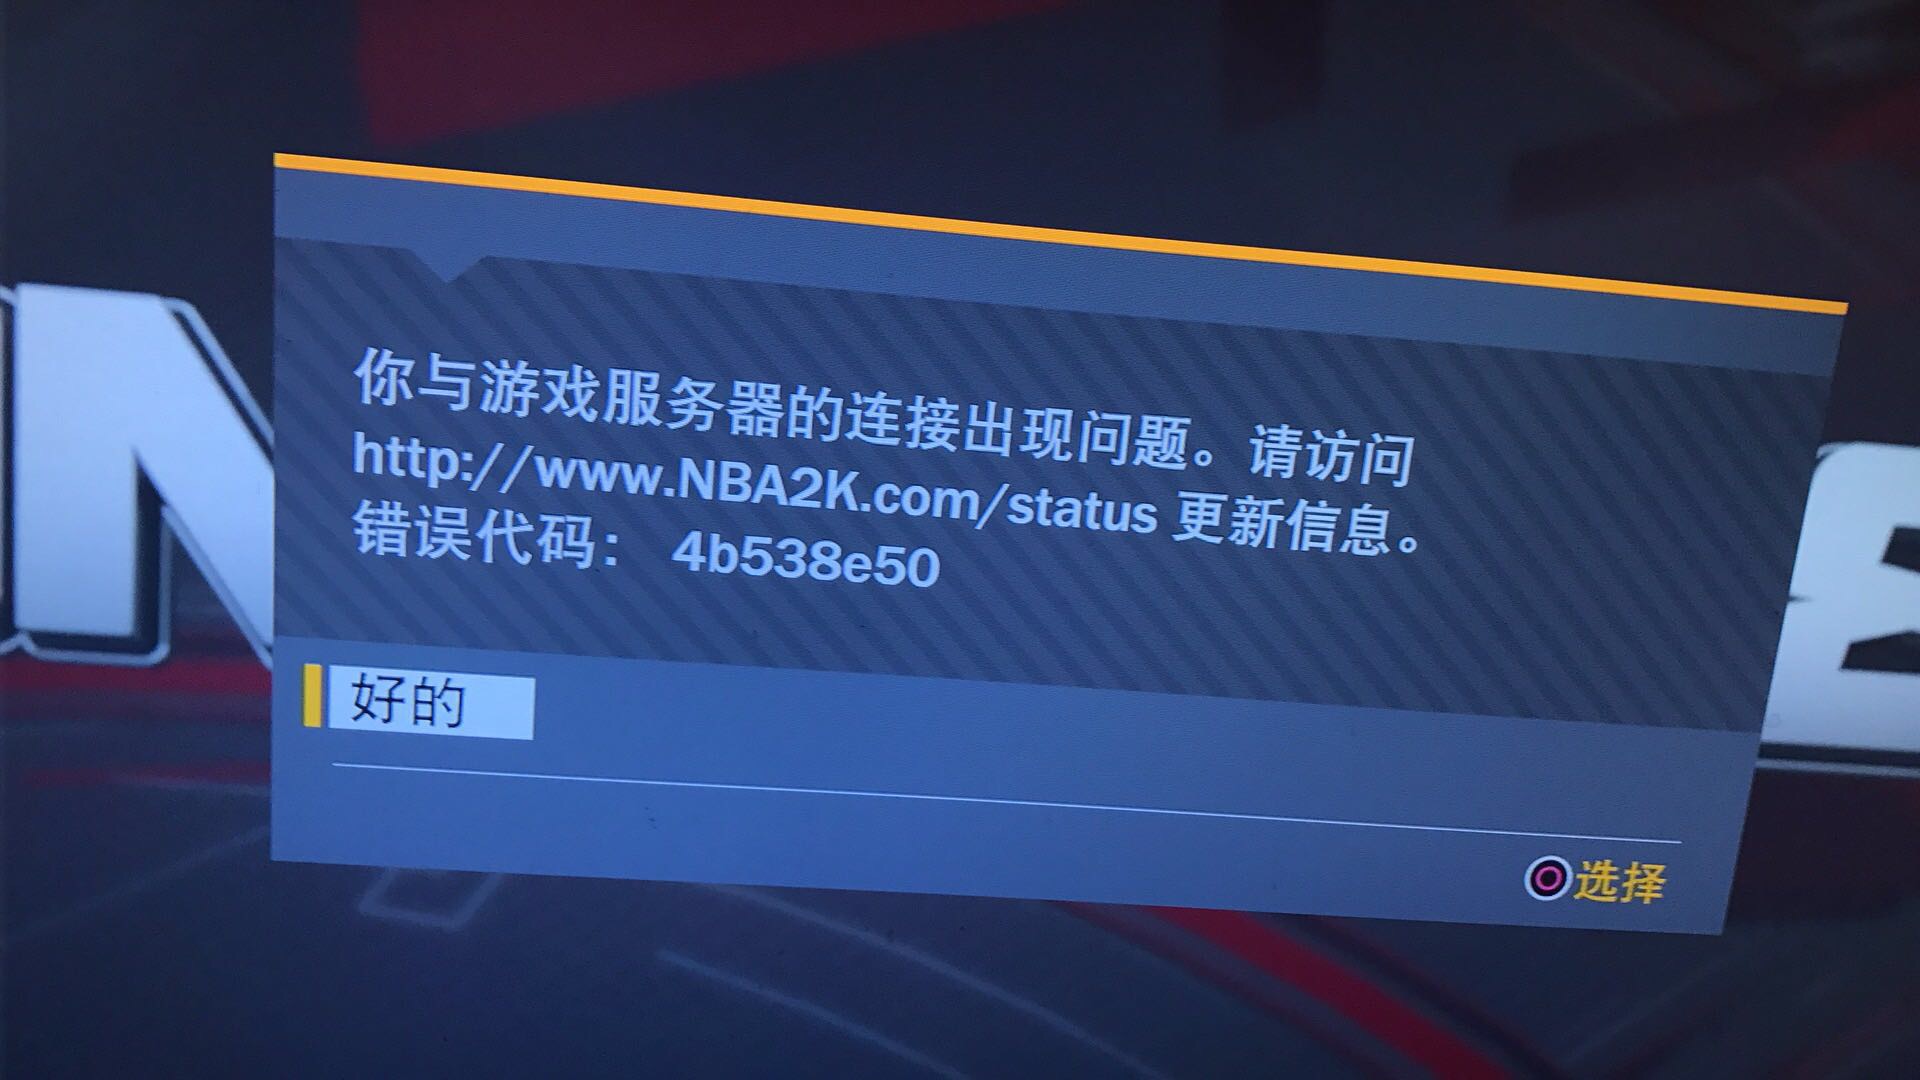 你与游戏服务器的连接出现问题。请访问
http://www.NBA2K.com/status 更新信息。
错误代码： 4b538e50
好的
选择